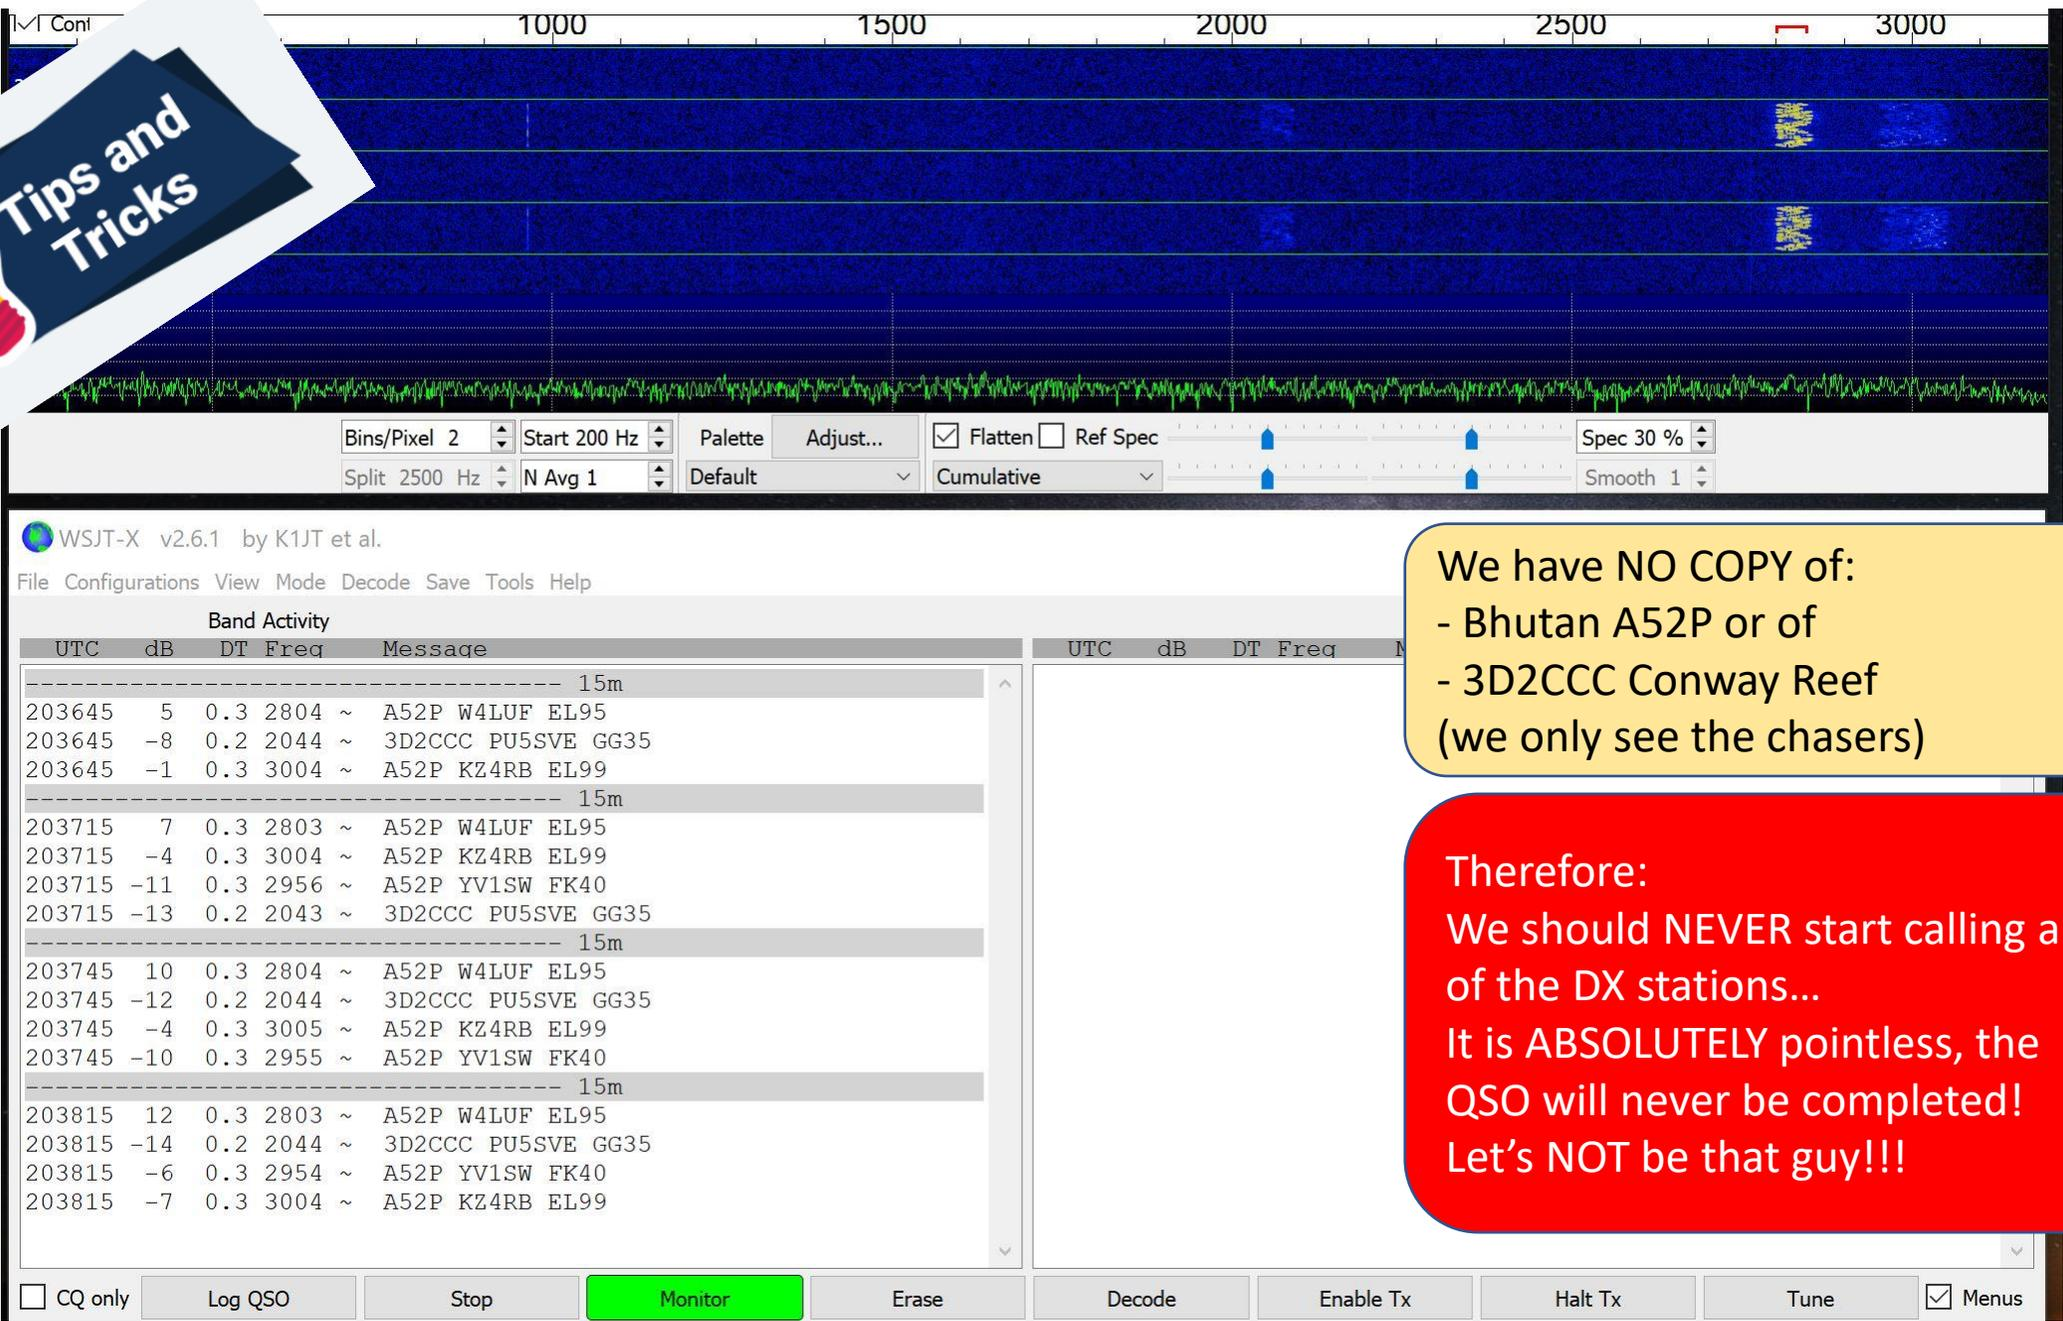 Cont
1000 1500 2000 2500 3000
Tips and
Tricks
Bins/Pixel 2 Start 200 Hz Palette Adjust... Flatten Ref Spec Spec 30 %
Split 2500 Hz N Avg 1 Default Cumulative Smooth 1
WSJT-X v2.6.1 by K1JT et al.
File Configurations View Mode Decode Save Tools Help
Band Activity
UTC dB DT Freq Message
------------------------------------ 15m
203645 5 0.3 2804 ~ A52P W4LUF EL95
203645 -8 0.2 2044 ~ 3D2CCC PU5SVE GG35
203645 -1 0.3 3004 ~ A52P KZ4RB EL99
------------------------------------ 15m
203715 7 0.3 2803 ~ A52P W4LUF EL95
203715 -4 0.3 3004 ~ A52P KZ4RB EL99
203715 -11 0.3 2956 ~ A52P YV1SW FK40
203715 -13 0.2 2043 ~ 3D2CCC PU5SVE GG35
------------------------------------ 15m
203745 10 0.3 2804 ~ A52P W4LUF EL95
203745 -12 0.2 2044 ~ 3D2CCC PU5SVE GG35
203745 -4 0.3 3005 ~ A52P KZ4RB EL99
203745 -10 0.3 2955 ~ A52P YV1SW FK40
------------------------------------ 15m
203815 12 0.3 2803 ~ A52P W4LUF EL95
203815 -14 0.2 2044 ~ 3D2CCC PU5SVE GG35
203815 -6 0.3 2954 ~ A52P YV1SW FK40
203815 -7 0.3 3004 ~ A52P KZ4RB EL99
UTC dB DT Freq
We have NO COPY of:
- Bhutan A52P or of
- 3D2CCC Conway Reef
(we only see the chasers)
Therefore:
We should NEVER start calling a
of the DX stations...
It is ABSOLUTELY pointless, the
QSO will never be completed!
Let's NOT be that guy!!!
CQ only Log QSO Stop Monitor Erase Decode Enable Tx Halt Tx Tune Menus